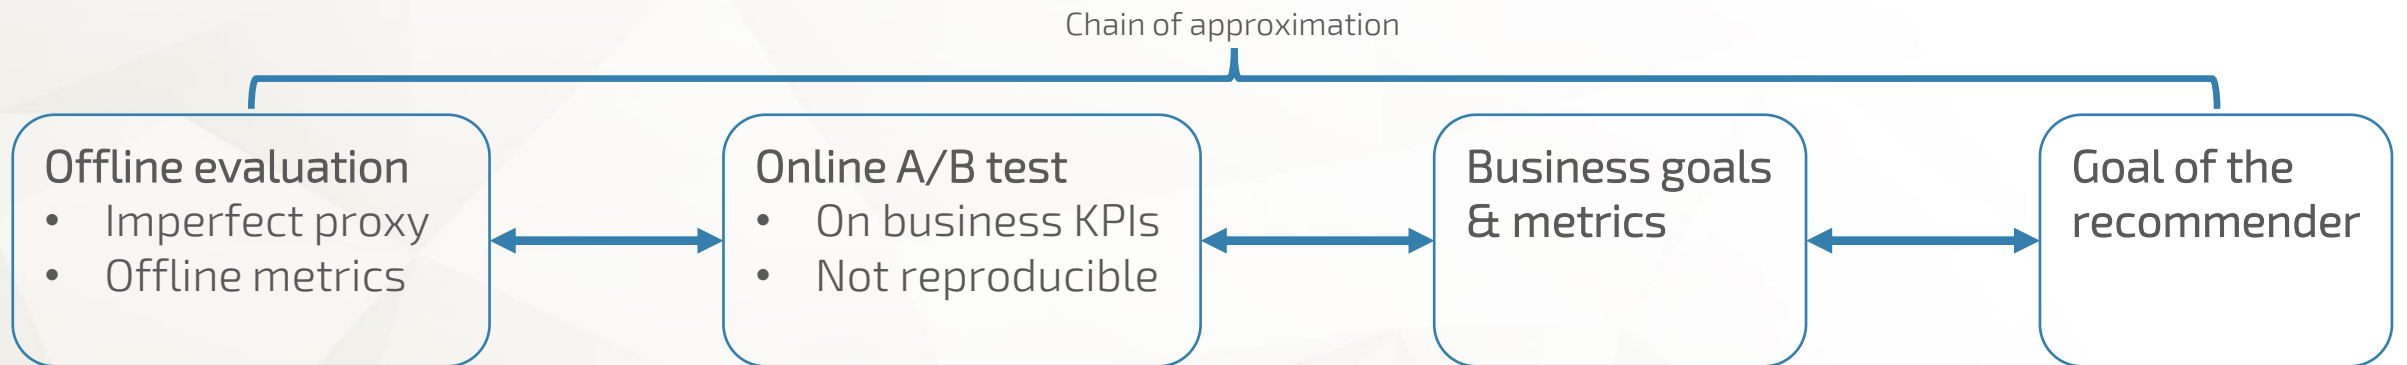 Chain of approximation
Offline evaluation
• Imperfect proxy
• Offline metrics
Online A/B test
• On business KPIs
• Not reproducible
Business goals
& metrics
Goal of the
recommender